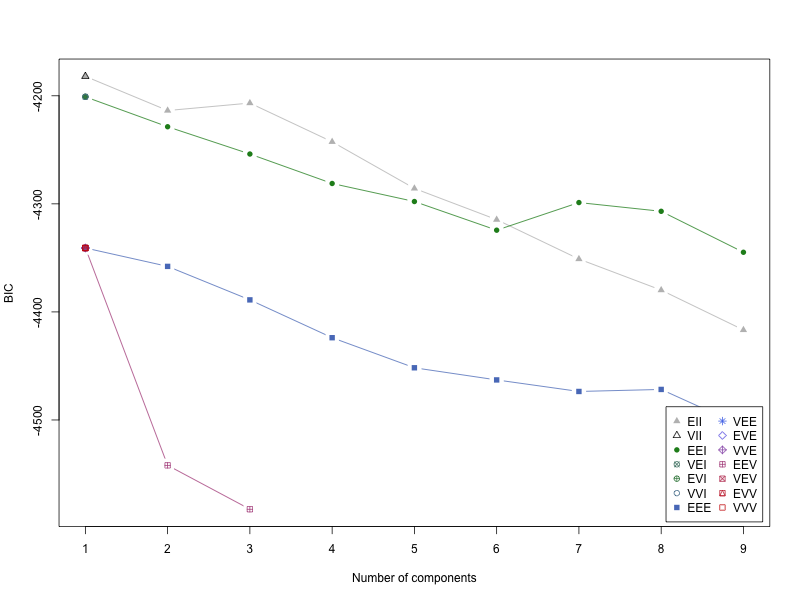 BIC
-4200
-4300
-4400
-4500
1 2 3 4 5 6 7 8 9
Number of components
EII VEE
VII EVE
EEI VVE
VEI EEV
EVI VEV
VVI EVV
EEE VVV